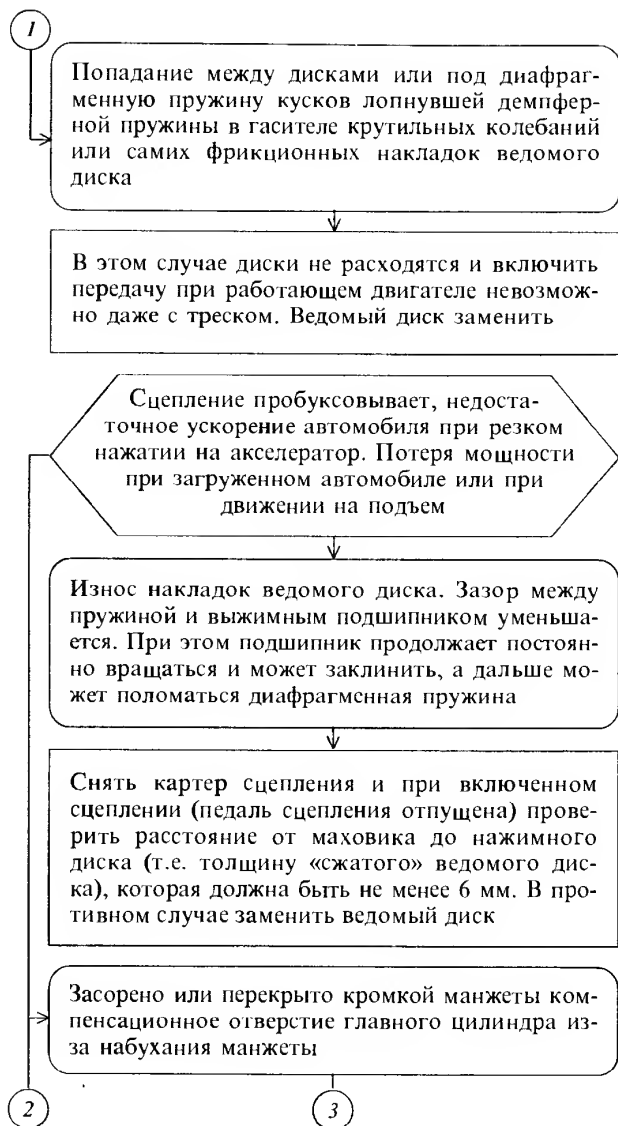 1
Попадание между дисками или под диафраг-
менную пружину кусков лопнувшей демпфер-
ной пружины в гасителе крутильных колебаний
или самих фрикционных накладок ведомого
диска
В этом случае диски не расходятся и включить
передачу при работающем двигателе невозмож-
но даже с треском. Ведомый диск заменить
Сцепление пробуксовывает, недоста-
точное ускорение автомобиля при резком
нажатии на акселератор. Потеря мощности
при загруженном автомобиле или при
движении на подъем
Износ накладок ведомого диска. Зазор между
пружиной и выжимным подшипником уменьша-
ется. При этом подшипник продолжает постоян-
но вращаться и может заклинить, а дальше мо-
жет поломаться диафрагменная пружина
Снять картер сцепления и при включенном
сцеплении (педаль сцепления отпущена) прове-
рить расстояние от маховика до нажимного
диска (т.е. толщину «сжатого» ведомого дис-
ка), которая должна быть не менее 6 мм. В про-
тивном случае заменить ведомый диск
Засорено или перекрыто кромкой манжеты ком-
пенсационное отверстие главного цилиндра из-
за набухания манжеты
2
3